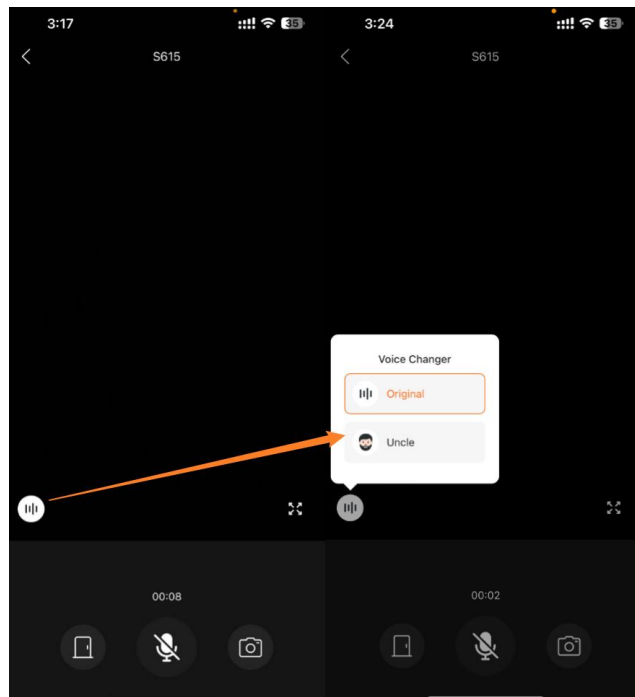 3:17
35
S615
00:08
3:24
35
S615
Voice Changer
Original
Uncle
00:02